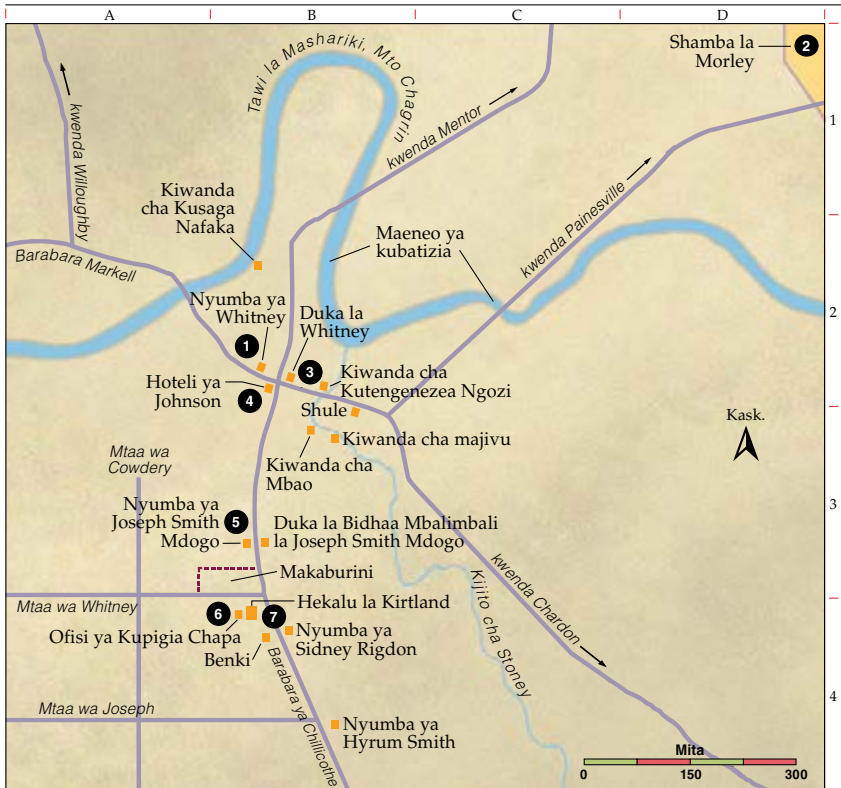 A
B
C
D
Shamba la
Morley
2
Tawi la Mashariki, Mto Chagrin
kwenda Mentor
1
kwenda Willoughby
Kiwanda
cha Kusaga
Nafaka
Maeneo ya
kubatizia
kwenda Painesville
Barabara Markell
Nyumba ya
Whitney
Duka la
Whitney
2
1
3
Kiwanda cha
Kutengenezea Ngozi
Hoteli ya
Johnson
4
Shule
Kask.
Kiwanda cha majivu
Kiwanda cha
Mbao
Mtaa wa
Cowdery
Nyumba ya
Joseph Smith
Mdogo
5
Duka la Bidhaa Mbalimbali
la Joseph Smith Mdogo
3
kwenda Chardon
Makaburini
Kijito cha Stoney
Mtaa wa Whitney
Hekalu la Kirtland
6
7
Ofisi ya Kupigia Chapa
Nyumba ya
Sidney Rigdon
Benki
Barabara ya Chillicothe
4
Mtaa wa Joseph
Nyumba ya
Hyrum Smith
Mita
0
150
300